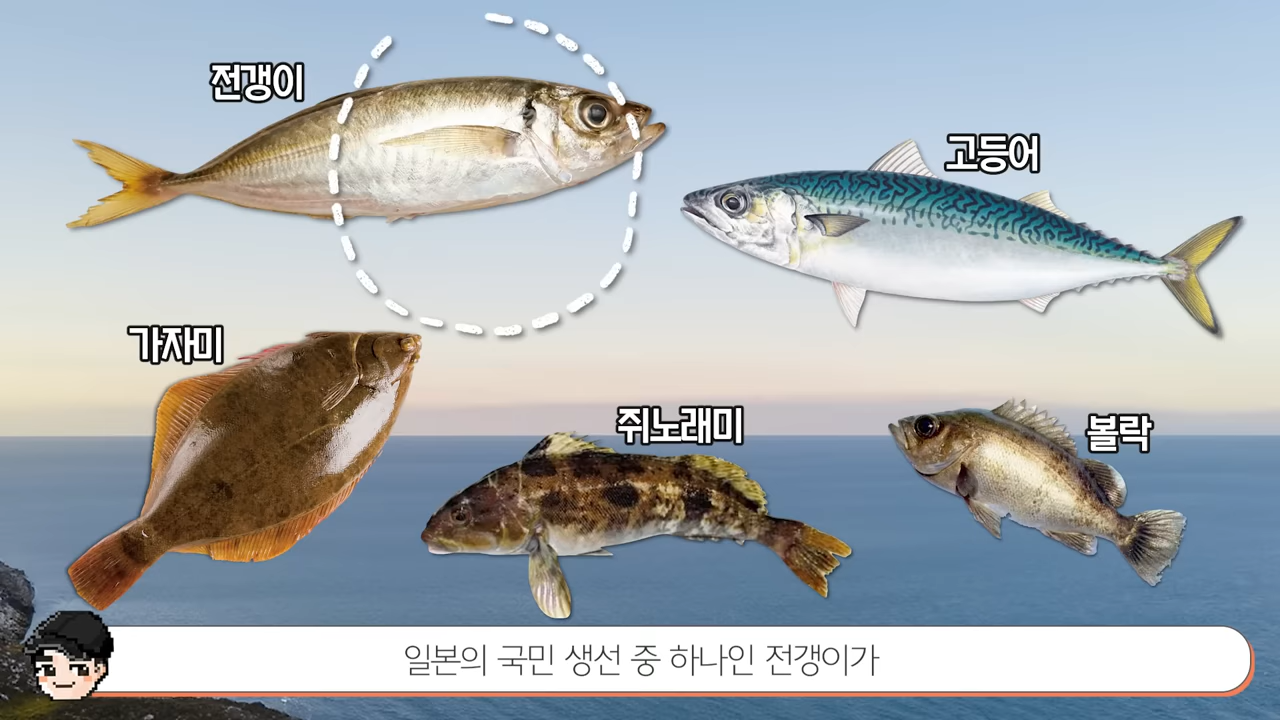 전갱이
고등어
가자미
쥐노래미
볼락
일본의 국민 생선 중 하나인 전갱이가